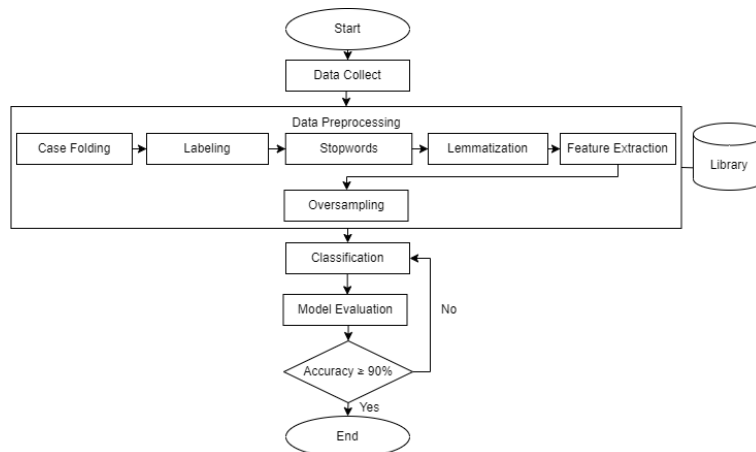 Start
Data Collect
Data Preprocessing
Case Folding
Labeling
Stopwords
Lemmatization
Feature Extraction
Library
Oversampling
Classification
Model Evaluation
No
Accuracy ≥ 90%
Yes
End